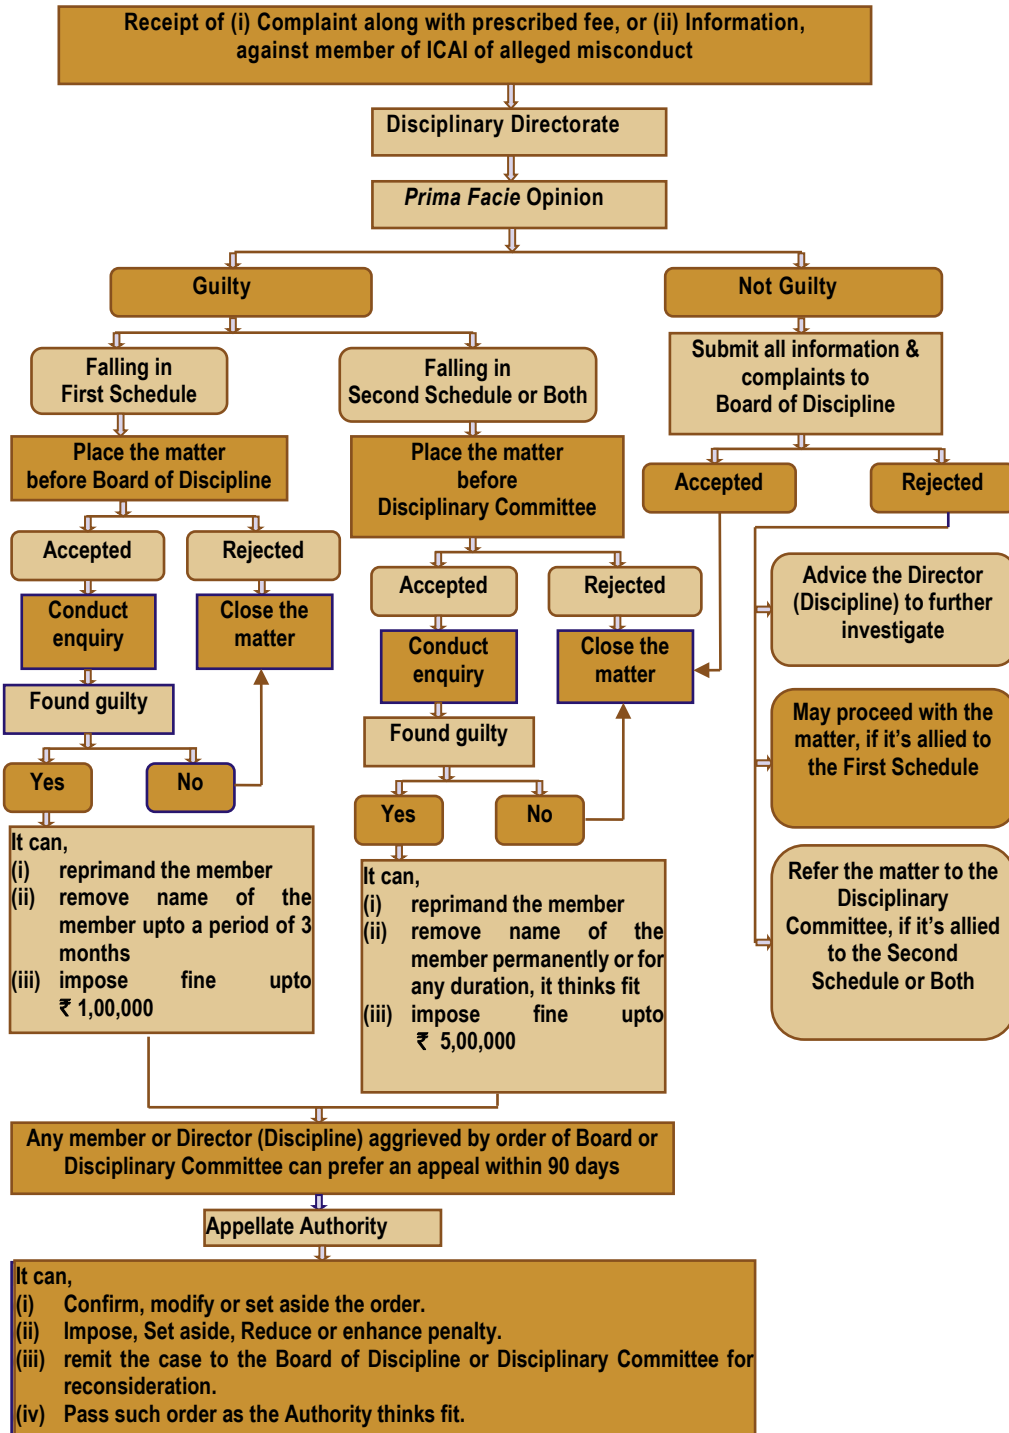 Receipt of (i) Complaint along with prescribed fee, or (ii) Information,
against member of ICAI of alleged misconduct
Disciplinary Directorate
Prima Facie Opinion
Guilty
Not Guilty
Falling in
First Schedule
Falling in
Second Schedule or Both
Submit all information &
complaints to
Board of Discipline
Place the matter
before Board of Discipline
Place the matter
before
Disciplinary Committee
Accepted
Rejected
Accepted
Rejected
Accepted
Rejected
Conduct
enquiry
Close the
matter
Conduct
enquiry
Close the
matter
Advice the Director
(Discipline) to further
investigate
Found guilty
Found guilty
May proceed with the
matter, if it's allied to
the First Schedule
Yes
No
Yes
No
It can,
(i) reprimand the member
(ii) remove name of the
member upto a period of 3
months
(iii) impose fine upto
₹ 1,00,000
It can,
(i) reprimand the member
(ii) remove name of the
member permanently or for
any duration, it thinks fit
(iii) impose fine upto
₹ 5,00,000
Refer the matter to the
Disciplinary
Committee, if it's allied
to the Second
Schedule or Both
Any member or Director (Discipline) aggrieved by order of Board or
Disciplinary Committee can prefer an appeal within 90 days
Appellate Authority
It can,
(i) Confirm, modify or set aside the order.
(ii) Impose, Set aside, Reduce or enhance penalty.
(iii) remit the case to the Board of Discipline or Disciplinary Committee for
reconsideration.
(iv) Pass such order as the Authority thinks fit.